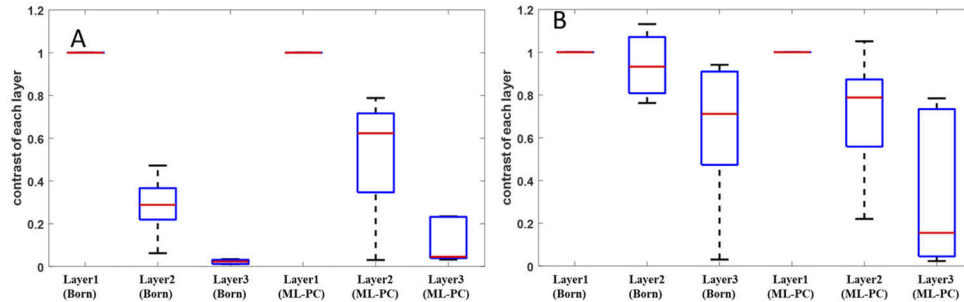 A
contrast of each layer
1.2
1
0.8
0.6
0.4
0.2
0
Layer1 Layer2 Layer3 Layer1 Layer2 Layer3
(Born) (Born) (Born) (ML-PC) (ML-PC) (ML-PC)
B
contrast of each layer
1.2
1
0.8
0.6
0.4
0.2
0
Layer1 Layer2 Layer3 Layer1 Layer2 Layer3
(Born) (Born) (Born) (ML-PC) (ML-PC) (ML-PC)